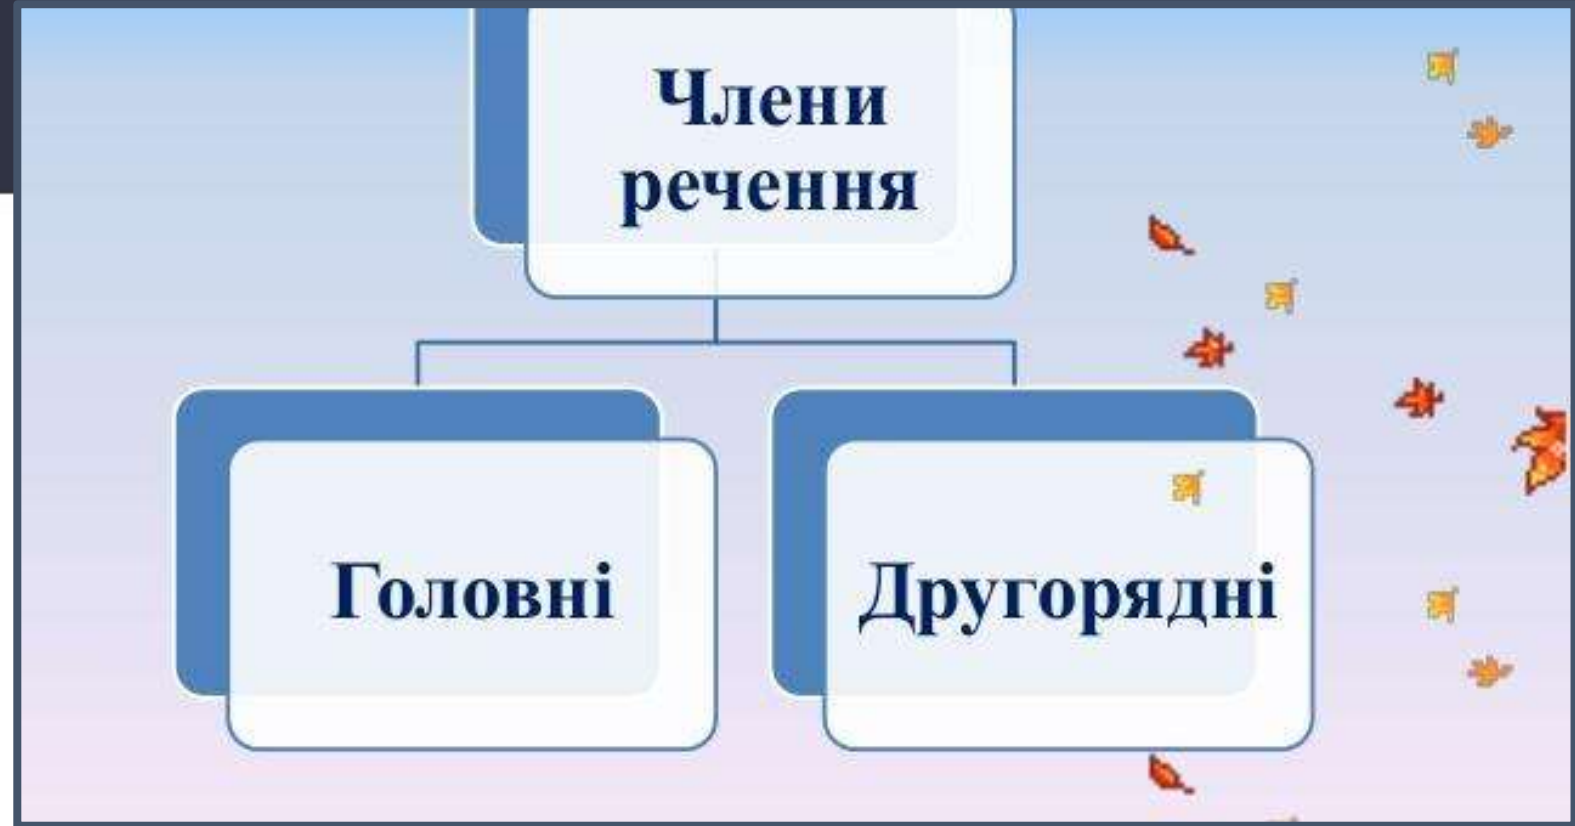 Члени
речення
Головні
Другорядні